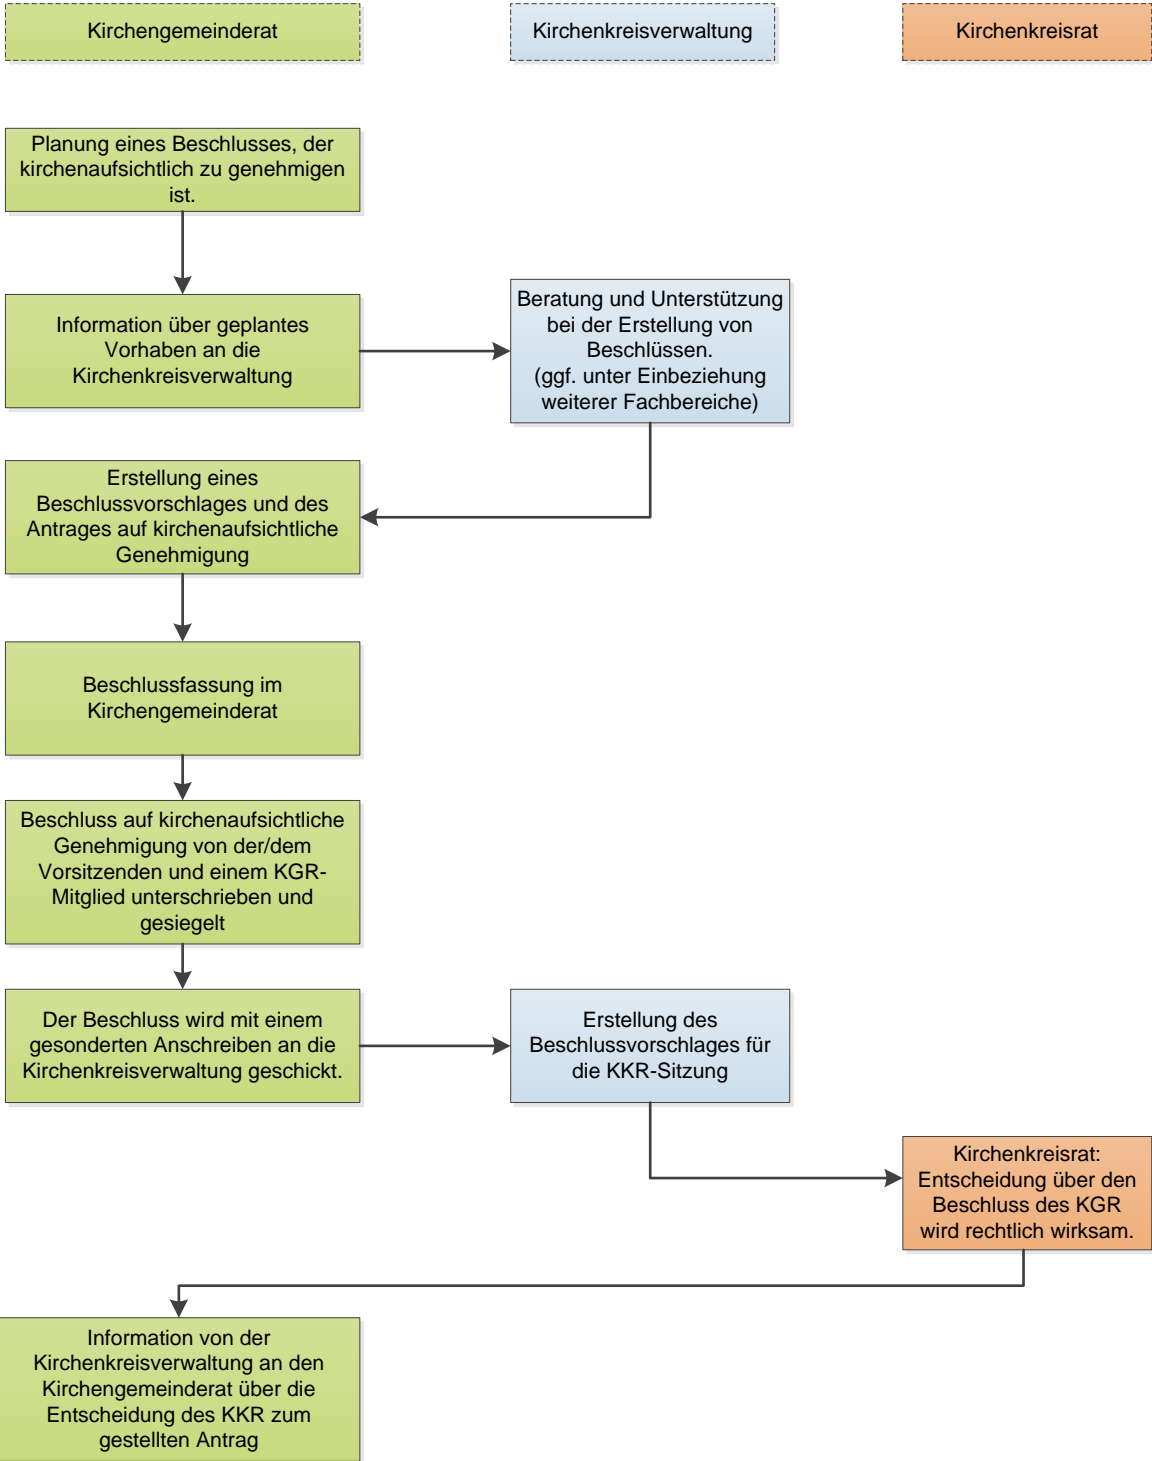 Kirchengemeinderat
Kirchenkreisverwaltung
Kirchenkreisrat
Planung eines Beschlusses, der
kirchenaufsichtlich zu genehmigen
ist.
Information über geplantes
Vorhaben an die
Kirchenkreisverwaltung
Beratung und Unterstützung
bei der Erstellung von
Beschlüssen.
(ggf. unter Einbeziehung
weiterer Fachbereiche)
Erstellung eines
Beschlussvorschlages und des
Antrages auf kirchenaufsichtliche
Genehmigung
Beschlussfassung im
Kirchengemeinderat
Beschluss auf kirchenaufsichtliche
Genehmigung von der/dem
Vorsitzenden und einem KGR-
Mitglied unterschrieben und
gesiegelt
Der Beschluss wird mit einem
gesonderten Anschreiben an die
Kirchenkreisverwaltung geschickt.
Erstellung des
Beschlussvorschlages für
die KKR-Sitzung
Kirchenkreisrat:
Entscheidung über den
Beschluss des KGR
wird rechtlich wirksam.
Information von der
Kirchenkreisverwaltung an den
Kirchengemeinderat über die
Entscheidung des KKR zum
gestellten Antrag